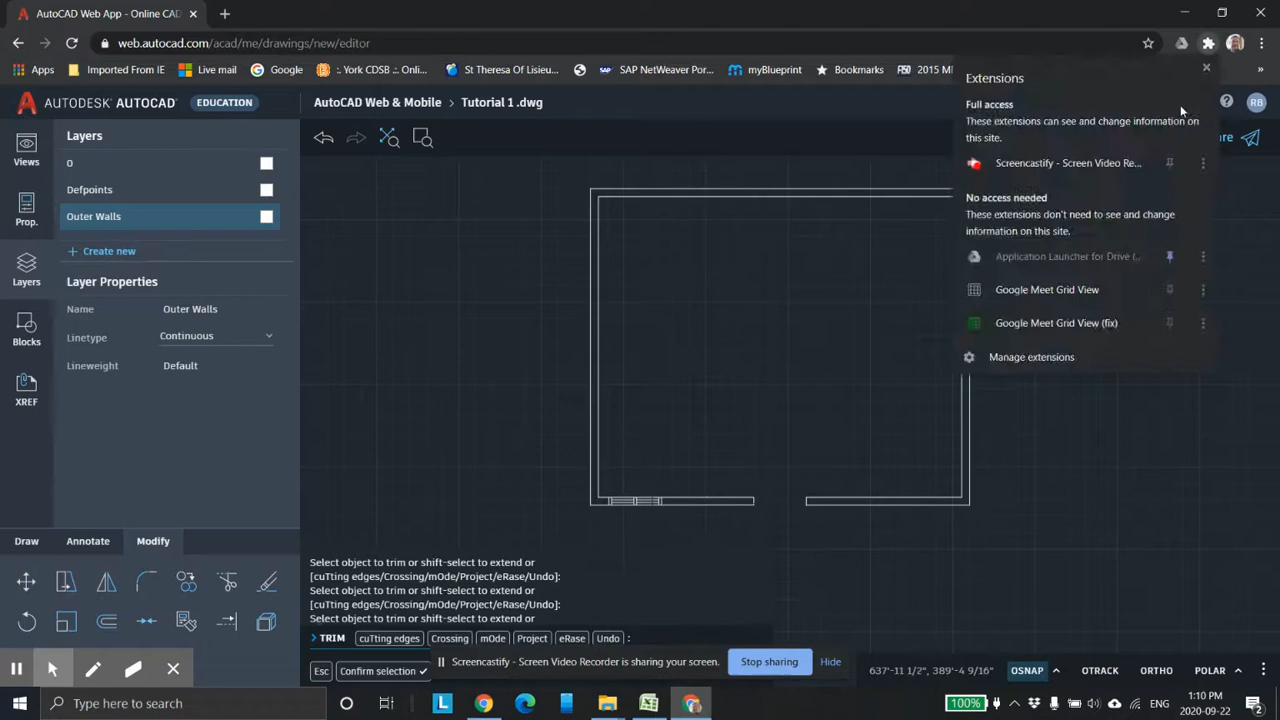 AutoCAD Web App - Online CAD
web.autocad.com/acad/me/drawings/new/editor
Apps Imported From IE Live mail Google :. York CDSB :. Onli... St Theresa Of Lisieu... SAP NetWeaver Por... myBlueprint Bookmarks 2015 M »
AUTODESK® AUTOCAD® EDUCATION AutoCAD Web & Mobile > Tutorial 1 .dwg RB
Extensions
Full access
These extensions can see and change information on
this site.
Screencastify - Screen Video Re...
No access needed
These extensions don't need to see and change
information on this site.
Application Launcher for Drive (...
Google Meet Grid View
Google Meet Grid View (fix)
Manage extensions
Views
Prop.
Layers
Blocks
XREF
Layers
0
Defpoints
Outer Walls
+ Create new
Layer Properties
Name Outer Walls
Linetype Continuous
Lineweight Default
Draw Annotate Modify
Select object to trim or shift-select to extend or
[cuTting edges/Crossing/mOde/Project/eRase/Undo]:
Select object to trim or shift-select to extend or
[cuTting edges/Crossing/mOde/Project/eRase/Undo]:
Select object to trim or shift-select to extend or
TRIM cuTting edges Crossing mOde Project eRase Undo :
Esc Confirm selection
Screencastify - Screen Video Recorder is sharing your screen. Stop sharing Hide
637'-11 1/2", 389'-4 9/16" OSNAP OTRACK ORTHO POLAR
Type here to search
100% ENG 1:10 PM
2020-09-22
2